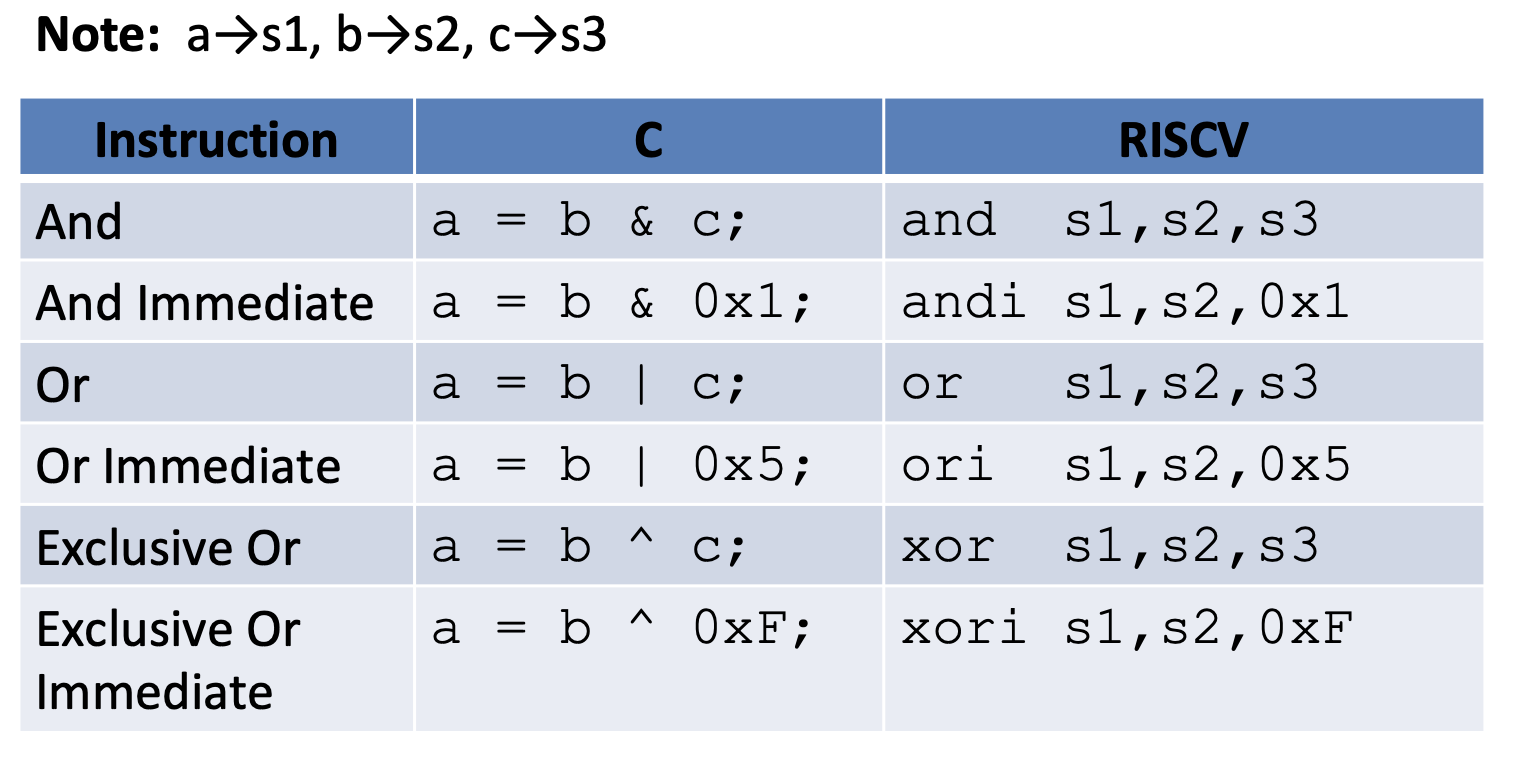 Note: a→s1, b→s2, c→s3
Instruction C RISCV
And a = b & c; and s1,s2,s3
And Immediate a = b & 0x1; andi s1,s2,0x1
Or a = b | c; or s1,s2,s3
Or Immediate a = b | 0x5; ori s1,s2,0x5
Exclusive Or a = b ^ c; xor s1,s2,s3
Exclusive Or a = b ^ 0xF; xori s1,s2,0xF
Immediate